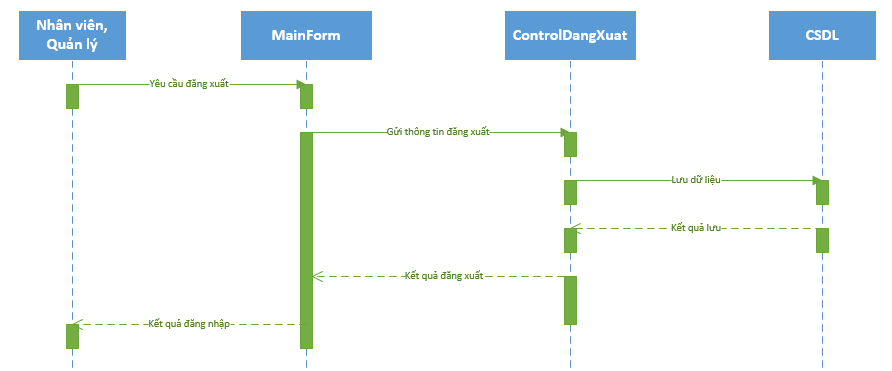 Nhân viên,
Quản lý
MainForm
ControlDangXuat
CSDL
Yêu cầu đăng xuất
Gửi thông tin đăng xuất
Lưu dữ liệu
Kết quả lưu
Kết quả đăng xuất
Kết quả đăng nhập